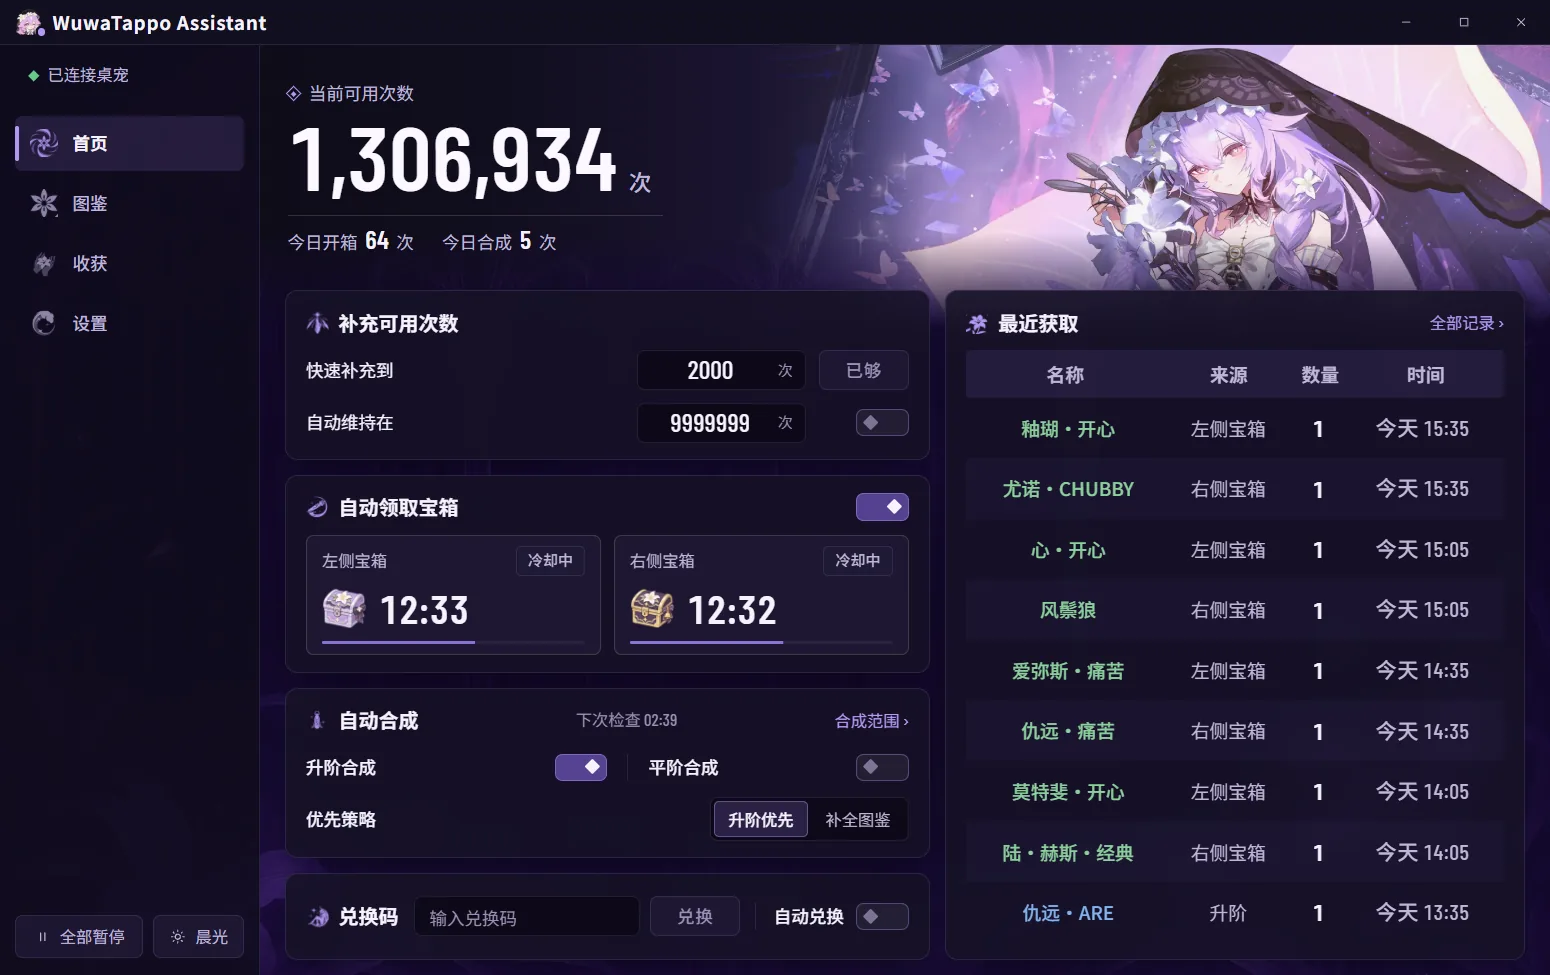 WuwaTappo Assistant
已连接桌宠
首页
图鉴
收获
设置
全部暂停
晨光
当前可用次数
1,306,934 次
今日开箱 64 次 今日合成 5 次
补充可用次数
快速补充到 2000 次 已够
自动维持在 9999999 次
自动领取宝箱
左侧宝箱 冷却中
12:33
右侧宝箱 冷却中
12:32
自动合成 下次检查 02:39 合成范围 ›
升阶合成 平阶合成
优先策略 升阶优先 补全图鉴
兑换码 输入兑换码 兑换 自动兑换
最近获取 全部记录 ›
名称 来源 数量 时间
釉瑚·开心 左侧宝箱 1 今天 15:35
尤诺·CHUBBY 右侧宝箱 1 今天 15:35
心·开心 左侧宝箱 1 今天 15:05
风鬃狼 右侧宝箱 1 今天 15:05
爱弥斯·痛苦 左侧宝箱 1 今天 14:35
仇远·痛苦 右侧宝箱 1 今天 14:35
莫特斐·开心 左侧宝箱 1 今天 14:05
陆·赫斯·经典 右侧宝箱 1 今天 14:05
仇远·ARE 升阶 1 今天 13:35